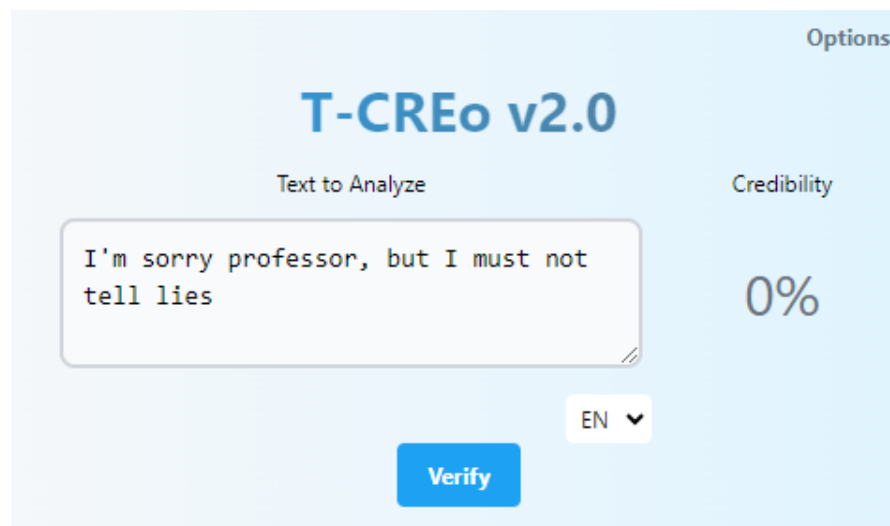 Options
T-CREo v2.0
Text to Analyze
Credibility
I'm sorry professor, but I must not
tell lies
0%
EN
Verify